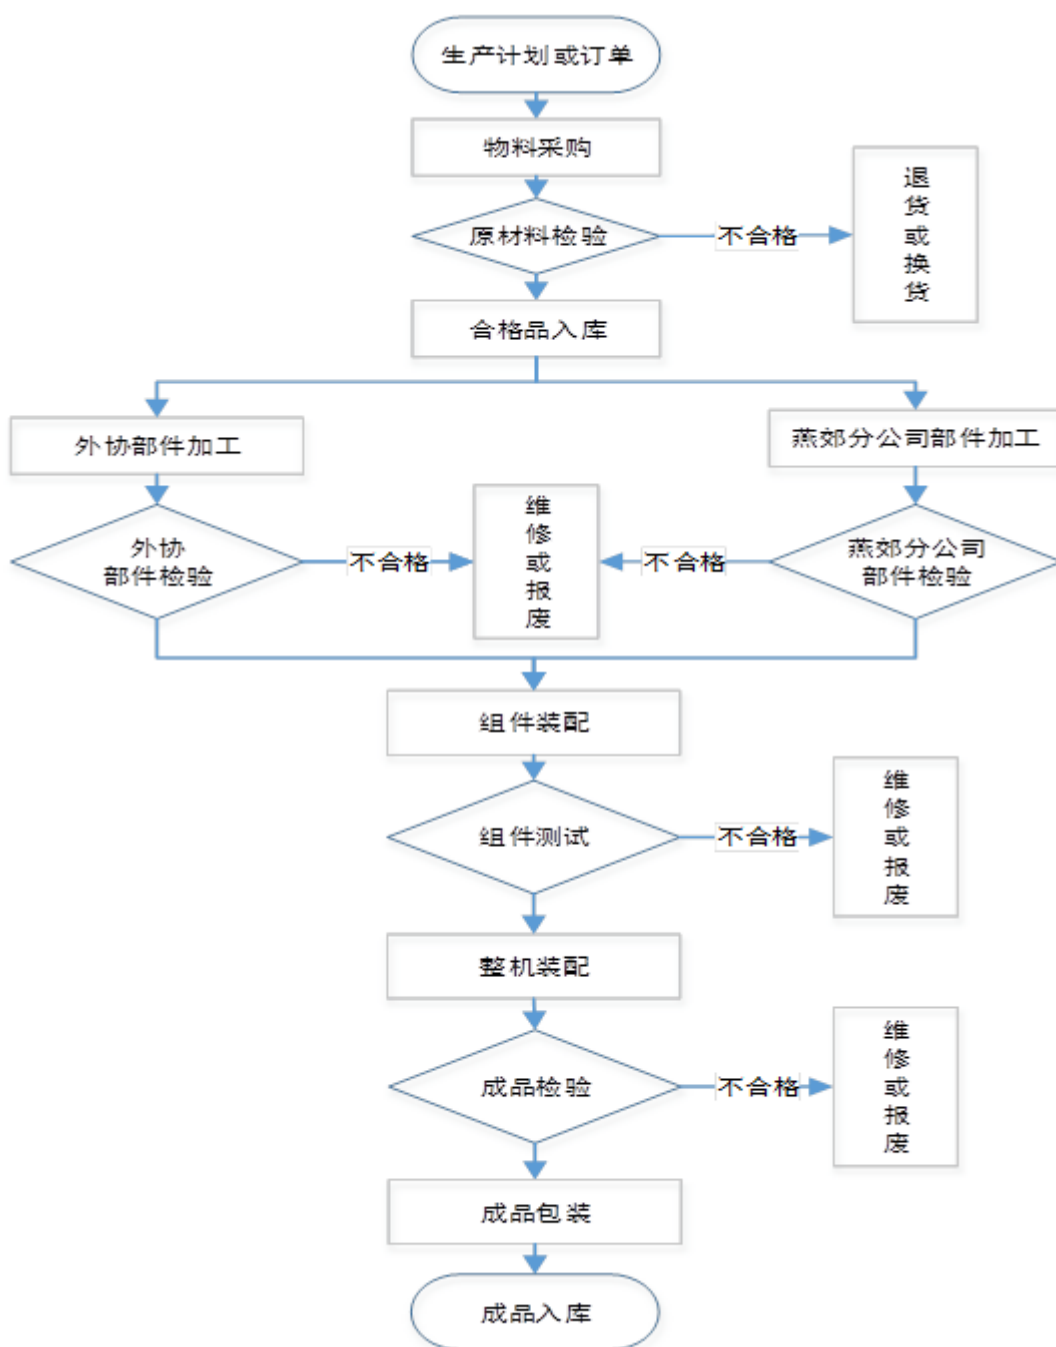 生产计划或订单
物料采购
原材料检验
不合格
退
货
或
换
货
合格品入库
外协部件加工
燕郊分公司部件加工
外协
部件检验
不合格
维
修
或
报
废
不合格
燕郊分公司
部件检验
组件装配
组件测试
不合格
维
修
或
报
废
整机装配
成品检验
不合格
维
修
或
报
废
成品包装
成品入库